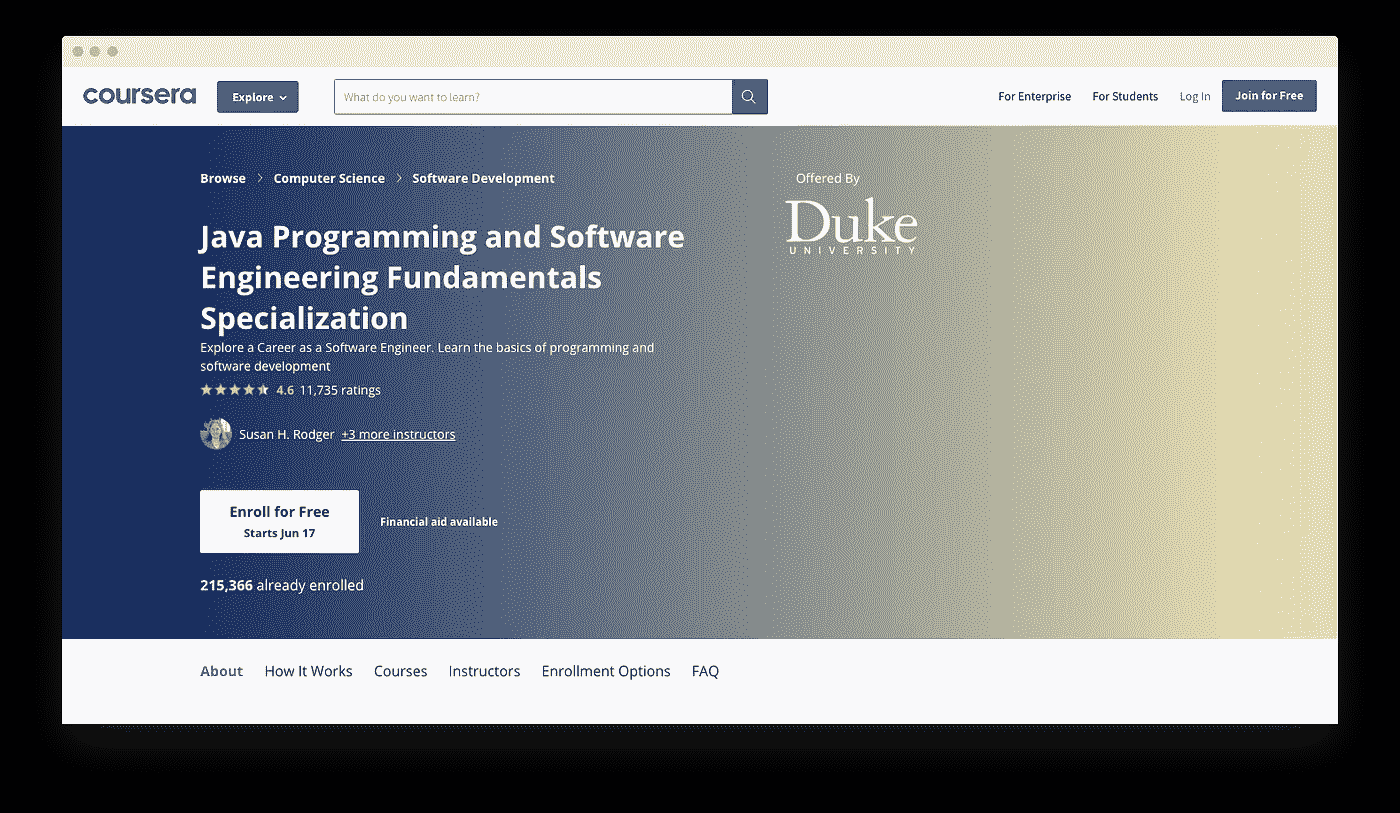 coursera Explore What do you want to learn? For Enterprise For Students Log In Join for Free
Browse > Computer Science > Software Development
Offered By
Duke
UNIVERSITY
Java Programming and Software
Engineering Fundamentals
Specialization
Explore a Career as a Software Engineer. Learn the basics of programming and
software development
4.6 11,735 ratings
Susan H. Rodger +3 more instructors
Enroll for Free
Starts Jun 17
Financial aid available
215,366 already enrolled
About How It Works Courses Instructors Enrollment Options FAQ